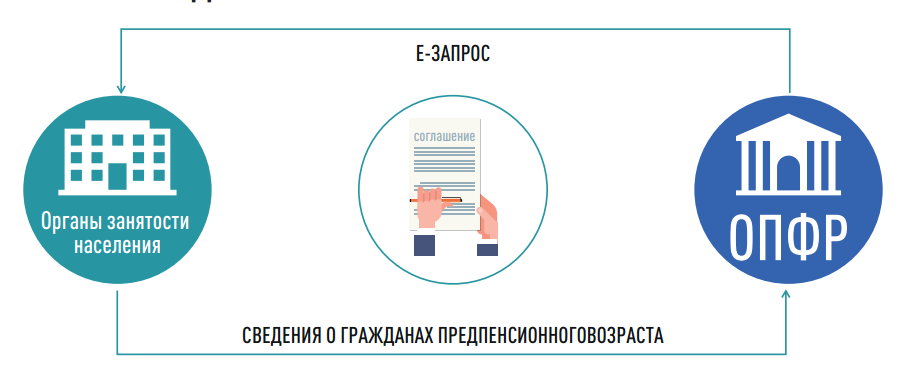 Е-ЗАПРОС
соглашение
Органы занятости
населения
ОПФР
СВЕДЕНИЯ О ГРАЖДАНАХ ПРЕДПЕНСИОННОГОВОЗРАСТА